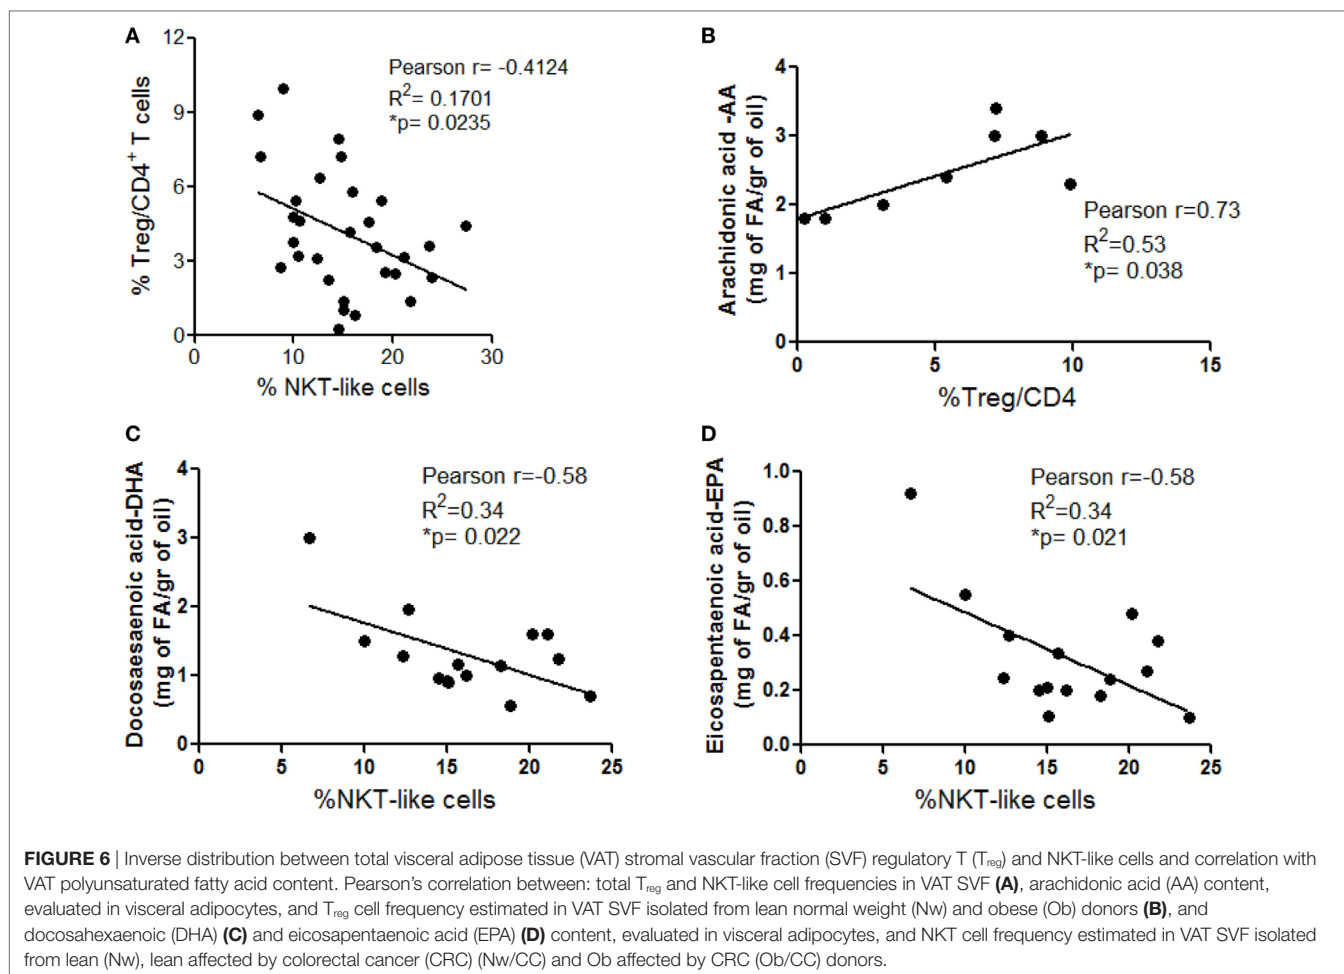 A
12
9
6
3
0
% Treg/CD4+ T cells
Pearson r= -0.4124
R2= 0.1701
*p= 0.0235
0
10
20
30
% NKT-like cells
B
4
3
2
1
0
Arachidonic acid -AA
(mg of FA/gr of oil)
Pearson r=0.73
R2=0.53
*p= 0.038
0
5
10
15
%Treg/CD4
C
4
3
2
1
0
Docosaesaenoic acid-DHA
(mg of FA/gr of oil)
Pearson r=-0.58
R2=0.34
*p= 0.022
0
5
10
15
20
25
%NKT-like cells
D
1.0
0.8
0.6
0.4
0.2
0.0
Eicosapentaenoic acid-EPA
(mg of FA/gr of oil)
Pearson r=-0.58
R2=0.34
*p= 0.021
0
5
10
15
20
25
%NKT-like cells
FIGURE 6 | Inverse distribution between total visceral adipose tissue (VAT) stromal vascular fraction (SVF) regulatory T (Treg) and NKT-like cells and correlation with
VAT polyunsaturated fatty acid content. Pearson's correlation between: total Treg and NKT-like cell frequencies in VAT SVF (A), arachidonic acid (AA) content,
evaluated in visceral adipocytes, and Treg cell frequency estimated in VAT SVF isolated from lean normal weight (Nw) and obese (Ob) donors (B), and
docosahexaenoic (DHA) (C) and eicosapentaenoic acid (EPA) (D) content, evaluated in visceral adipocytes, and NKT cell frequency estimated in VAT SVF isolated
from lean (Nw), lean affected by colorectal cancer (CRC) (Nw/CC) and Ob affected by CRC (Ob/CC) donors.